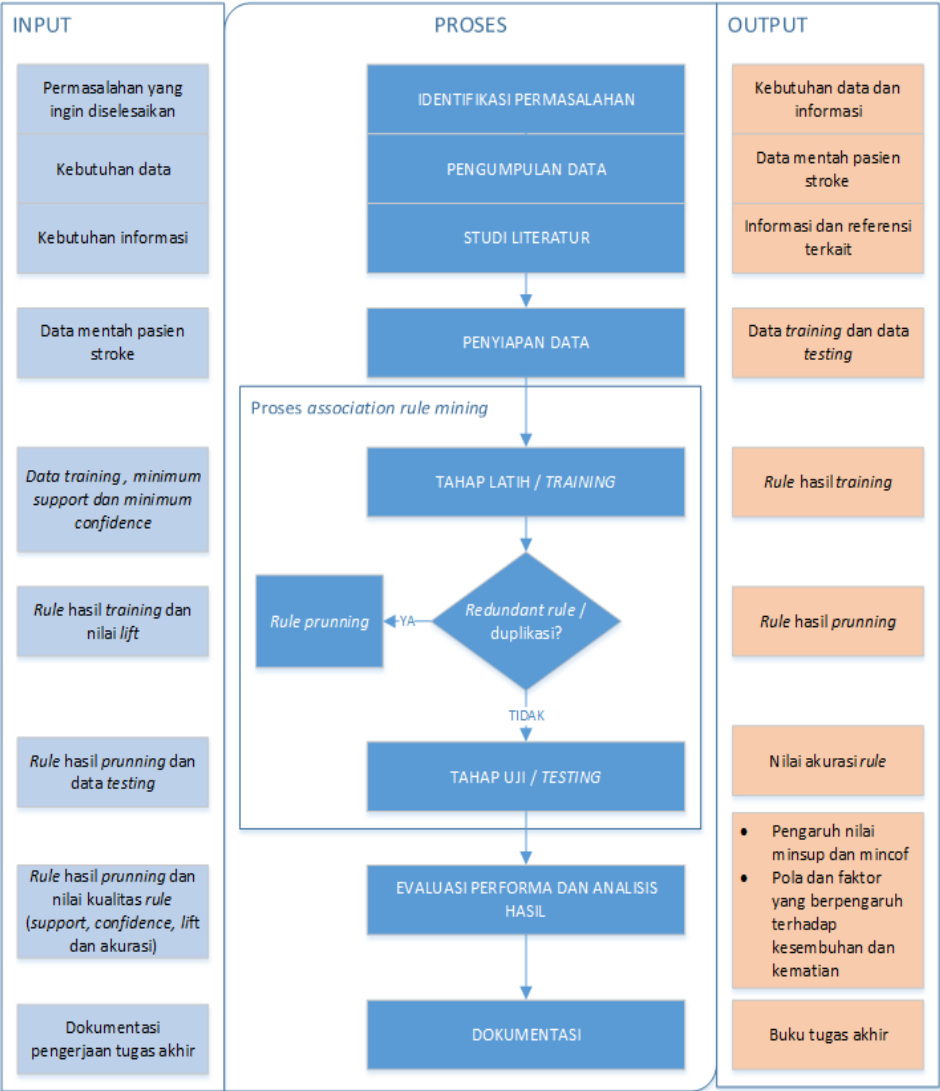 INPUT
PROSES
OUTPUT
Permasalahan yang
ingin diselesaikan
IDENTIFIKASI PERMASALAHAN
Kebutuhan data dan
informasi
Kebutuhan data
PENGUMPULAN DATA
Data mentah pasien
stroke
Kebutuhan informasi
STUDI LITERATUR
Informasi dan referensi
terkait
Data mentah pasien
stroke
PENYIAPAN DATA
Data training dan data
testing
Proses association rule mining
Data training , minimum
support dan minimum
confidence
TAHAP LATIH / TRAINING
Rule hasil training
Rule hasil training dan
nilai lift
Rule prunning
YA
Redundant rule /
duplikasi?
Rule hasil prunning
TIDAK
Rule hasil prunning dan
data testing
TAHAP UJI / TESTING
Nilai akurasi rule
Rule hasil prunning dan
nilai kualitas rule
(support, confidence, lift
dan akurasi)
EVALUASI PERFORMA DAN ANALISIS
HASIL
• Pengaruh nilai
minsup dan mincof
• Pola dan faktor
yang berpengaruh
terhadap
kesembuhan dan
kematian
Dokumentasi
pengerjaan tugas akhir
DOKUMENTASI
Buku tugas akhir